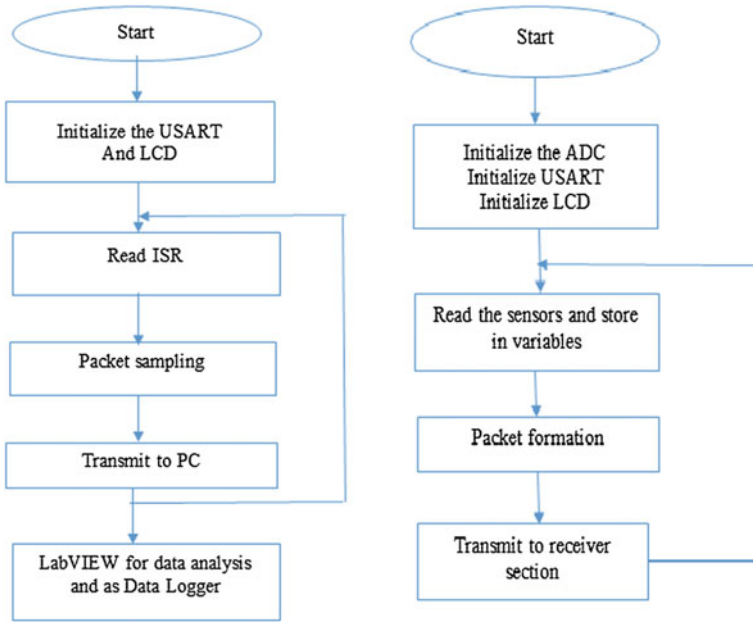 Start
Initialize the USART
And LCD
Read ISR
Packet sampling
Transmit to PC
LabVIEW for data analysis
and as Data Logger
Start
Initialize the ADC
Initialize USART
Initialize LCD
Read the sensors and store
in variables
Packet formation
Transmit to receiver
section